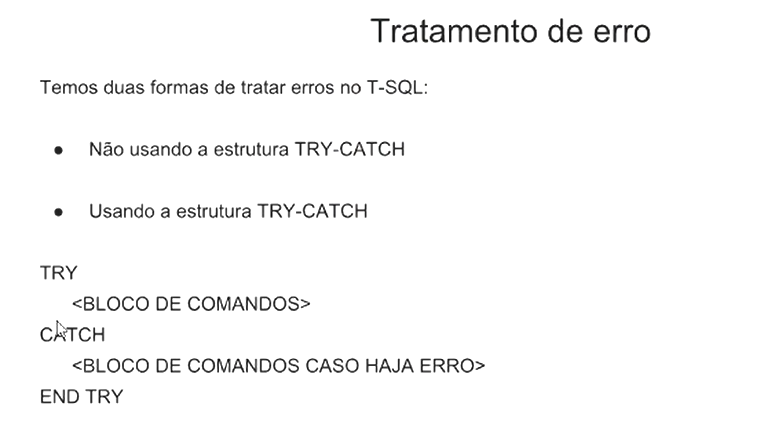 Tratamento de erro
Temos duas formas de tratar erros no T-SQL:
● Não usando a estrutura TRY-CATCH
● Usando a estrutura TRY-CATCH
TRY
<BLOCO DE COMANDOS>
CATCH
<BLOCO DE COMANDOS CASO HAJA ERRO>
END TRY